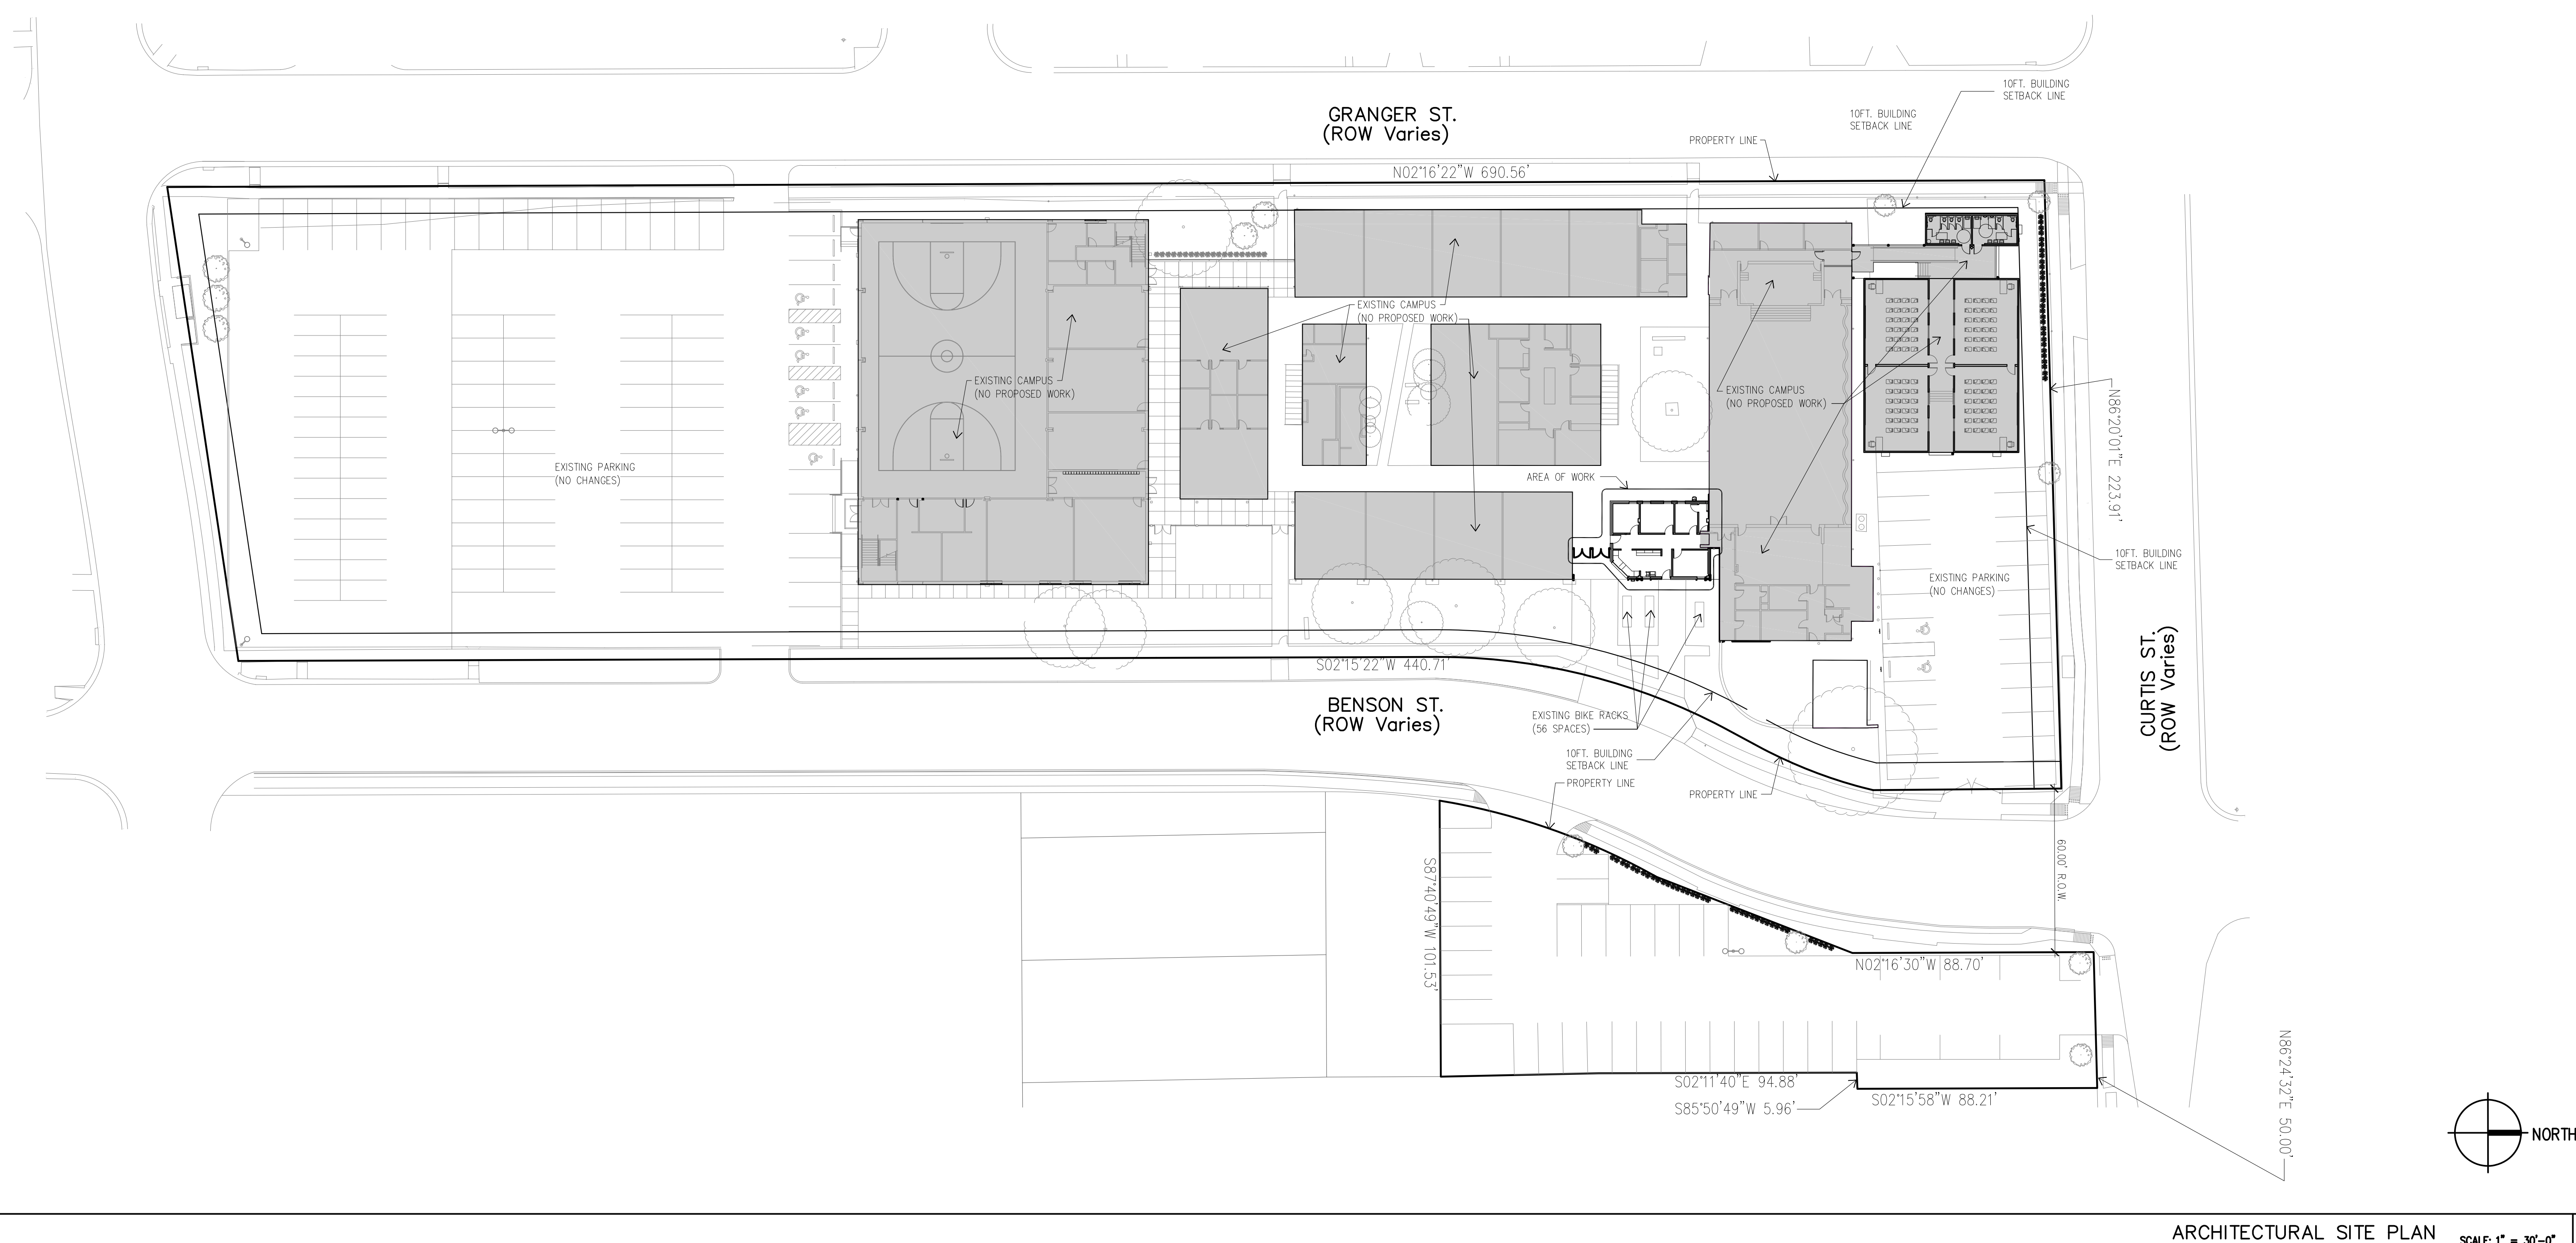 10FT. BUILDING
SETBACK LINE
10FT. BUILDING
SETBACK LINE
GRANGER ST.
(ROW Varies)
PROPERTY LINE
N02°16'22"W 690.56'
EXISTING CAMPUS
(NO PROPOSED WORK)
EXISTING CAMPUS
(NO PROPOSED WORK)
EXISTING CAMPUS
(NO PROPOSED WORK)
N86°20'01"E 223.91'
EXISTING PARKING
(NO CHANGES)
AREA OF WORK
10FT. BUILDING
SETBACK LINE
EXISTING PARKING
(NO CHANGES)
CURTIS ST.
(ROW Varies)
S02°15'22"W 440.71'
BENSON ST.
(ROW Varies)
EXISTING BIKE RACKS
(56 SPACES)
10FT. BUILDING
SETBACK LINE
PROPERTY LINE
PROPERTY LINE
60.00' R.O.W.
S87°40'49"W 101.53'
N02°16'30"W 88.70'
S02°11'40"E 94.88'
S85°50'49"W 5.96'
S02°15'58"W 88.21'
N86°24'32"E 50.00'
NORTH
ARCHITECTURAL SITE PLAN
SCALE: 1" = 30'-0"